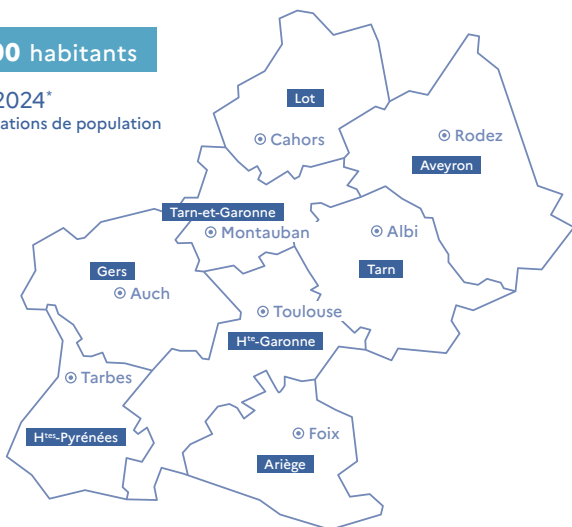 00 habitants
2024*
ations de population
Lot
Cahors
Rodez
Aveyron
Tarn-et-Garonne
Montauban
Albi
Tarn
Gers
Auch
Toulouse
Hte-Garonne
Tarbes
Htes-Pyrénées
Foix
Ariège